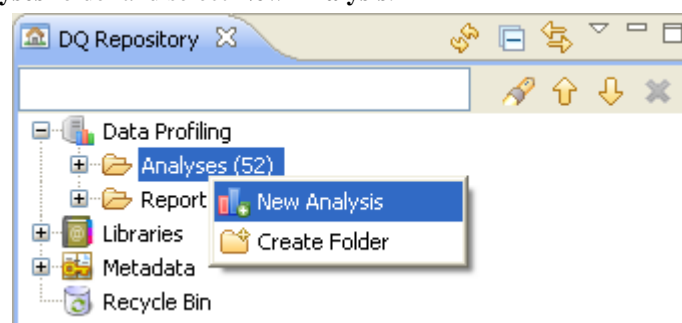 DQ Repository
Data Profiling
Analyses (52)
Report
New Analysis
Libraries
Create Folder
Metadata
Recycle Bin